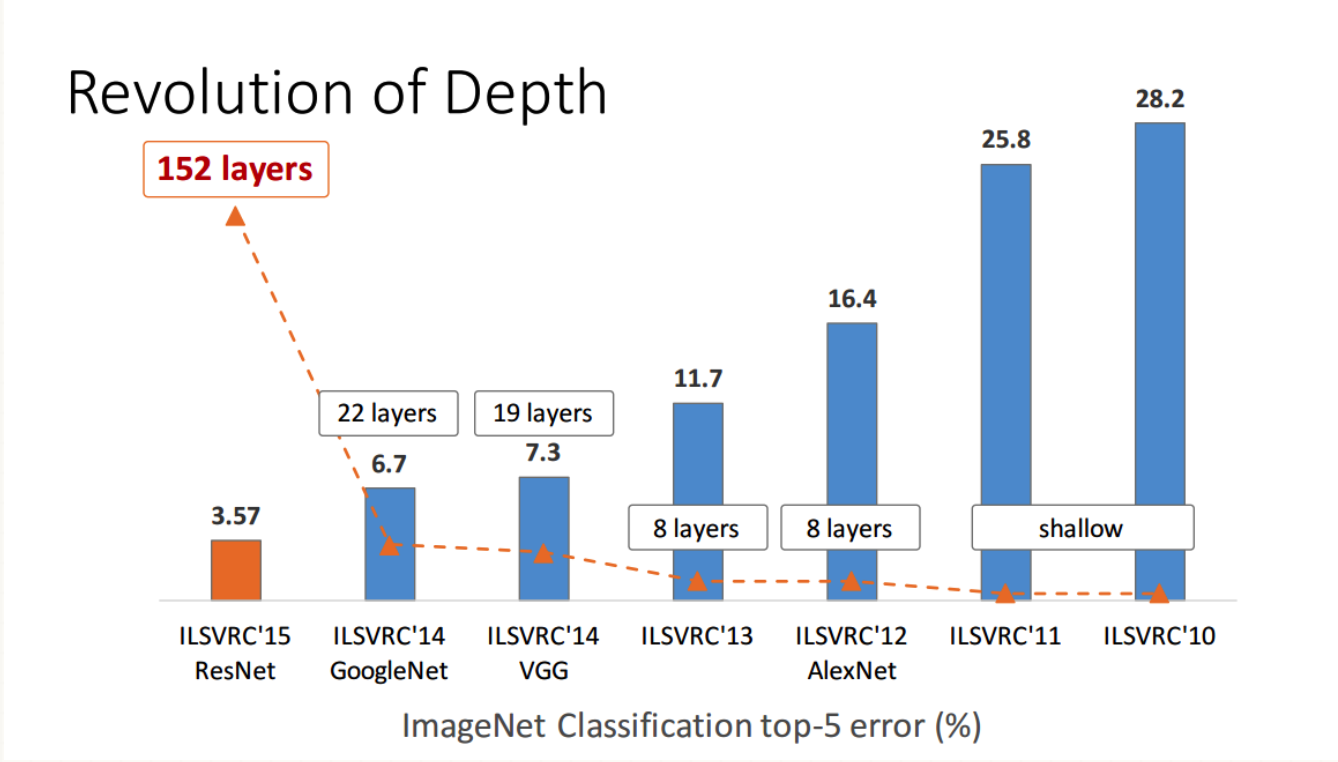 Revolution of Depth
28.2
25.8
152 layers
16.4
11.7
22 layers
19 layers
7.3
6.7
3.57
8 layers
8 layers
shallow
ILSVRC'15
ResNet
ILSVRC'14
GoogleNet
ILSVRC'14
VGG
ILSVRC'13
ILSVRC'12
AlexNet
ILSVRC'11
ILSVRC'10
ImageNet Classification top-5 error (%)